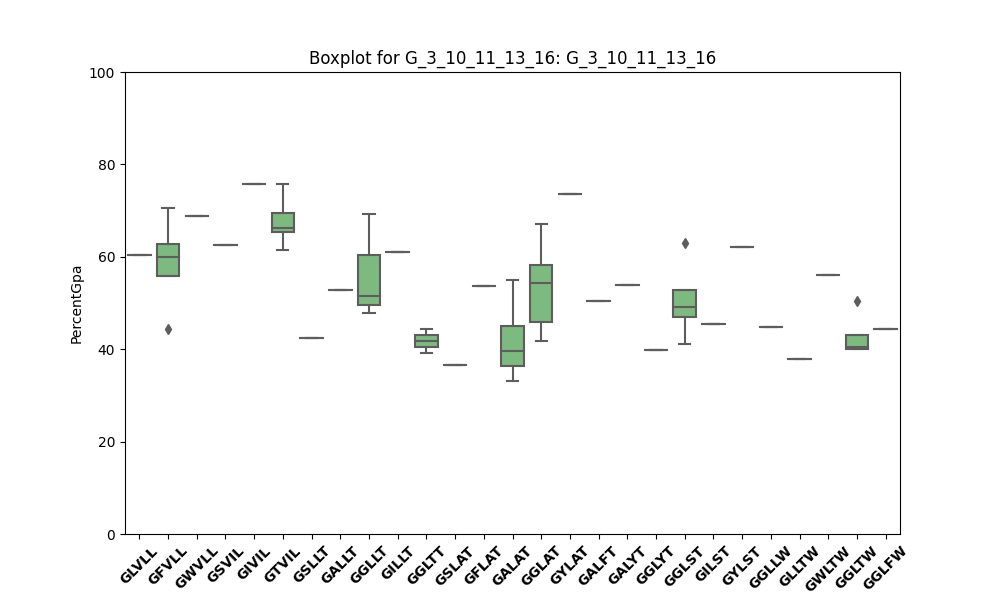 Boxplot for G_3_10_11_13_16: G_3_10_11_13_16
100
80
60
40
20
0
PercentGpa
GLVLL GFVLL GWVLL GSVIL GIVIL GTVIL GSLLT GALLT GGLLT GILLT GGLTT GSLAT GFLAT GALAT GGLAT GYLAT GALFT GALYT GGLYT GGLST GILST GYLST GGLLW GLLTW GWLTW GGLTW GGLFW